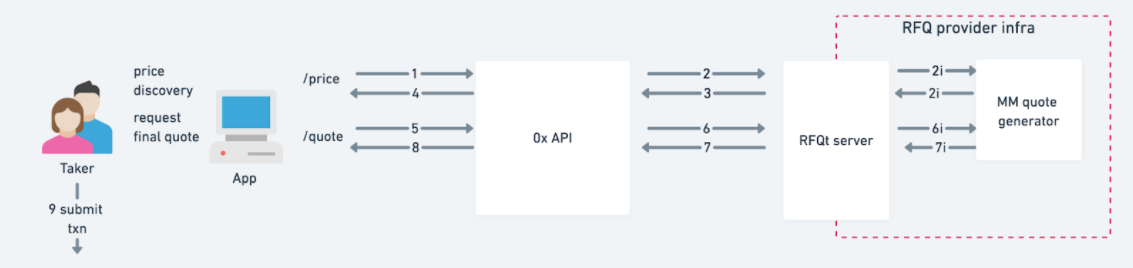 RFQ provider infra
price
discovery
request
final quote
Taker
9 submit
txn
App
/price
1
4
/quote
5
8
0x API
2
3
6
7
RFQt server
2i
2i
6i
7i
MM quote
generator